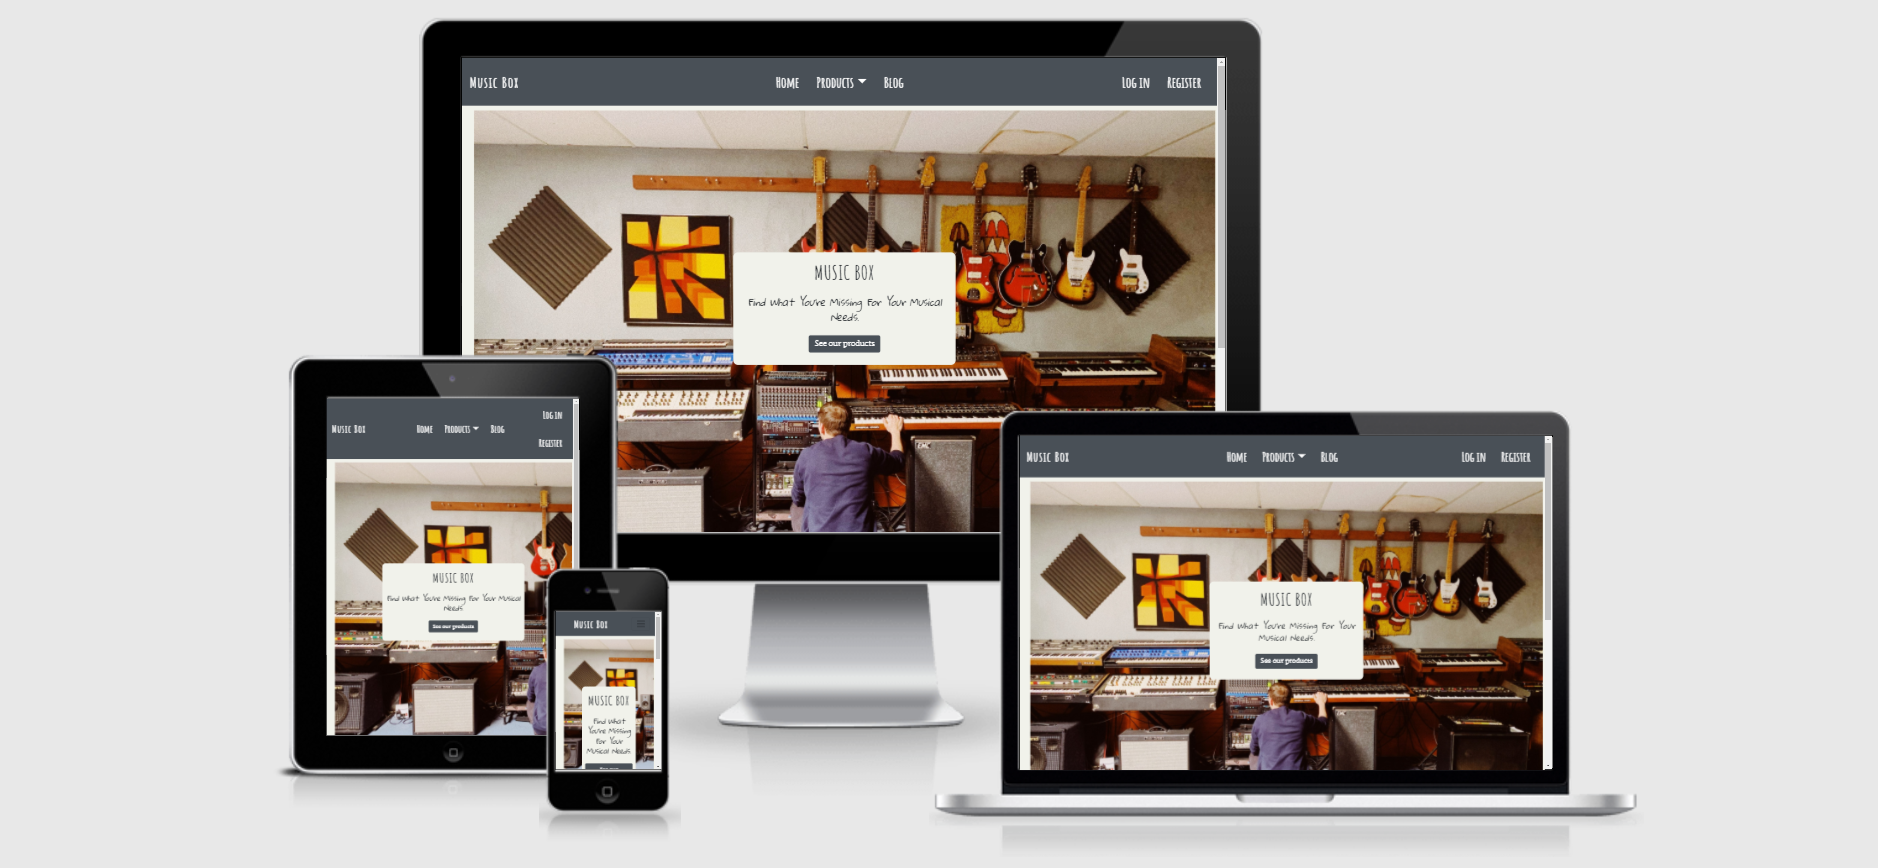 Music Box Home Products Blog Log in Register
MUSIC BOX
Find What You're Missing For Your Musical
Needs.
See our products
Log in
Music Box Home Products Blog
Register
MUSIC BOX
Find What You're Missing For Your Musical
Needs.
See our products
Music Box
MUSIC BOX
Find What
You're Missing
For Your
Musical Needs.
Music Box Home Products Blog Log in Register
MUSIC BOX
Find What You're Missing For Your
Musical Needs.
See our products